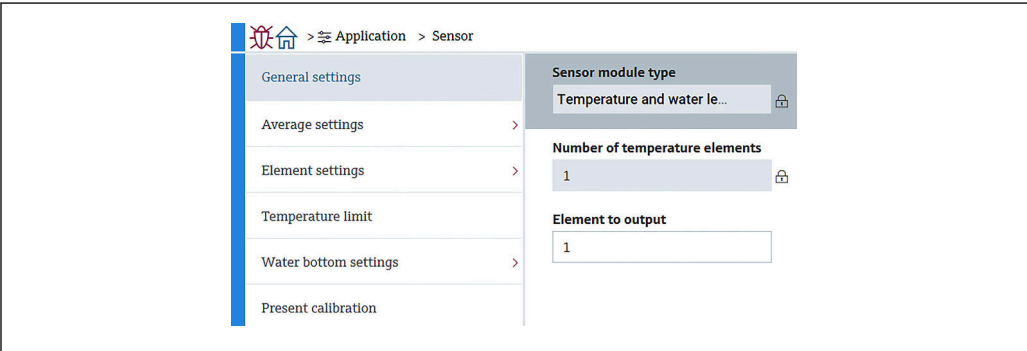 > Application > Sensor
General settings
Average settings
Element settings
Temperature limit
Water bottom settings
Present calibration
Sensor module type
Temperature and water le...
Number of temperature elements
1
Element to output
1